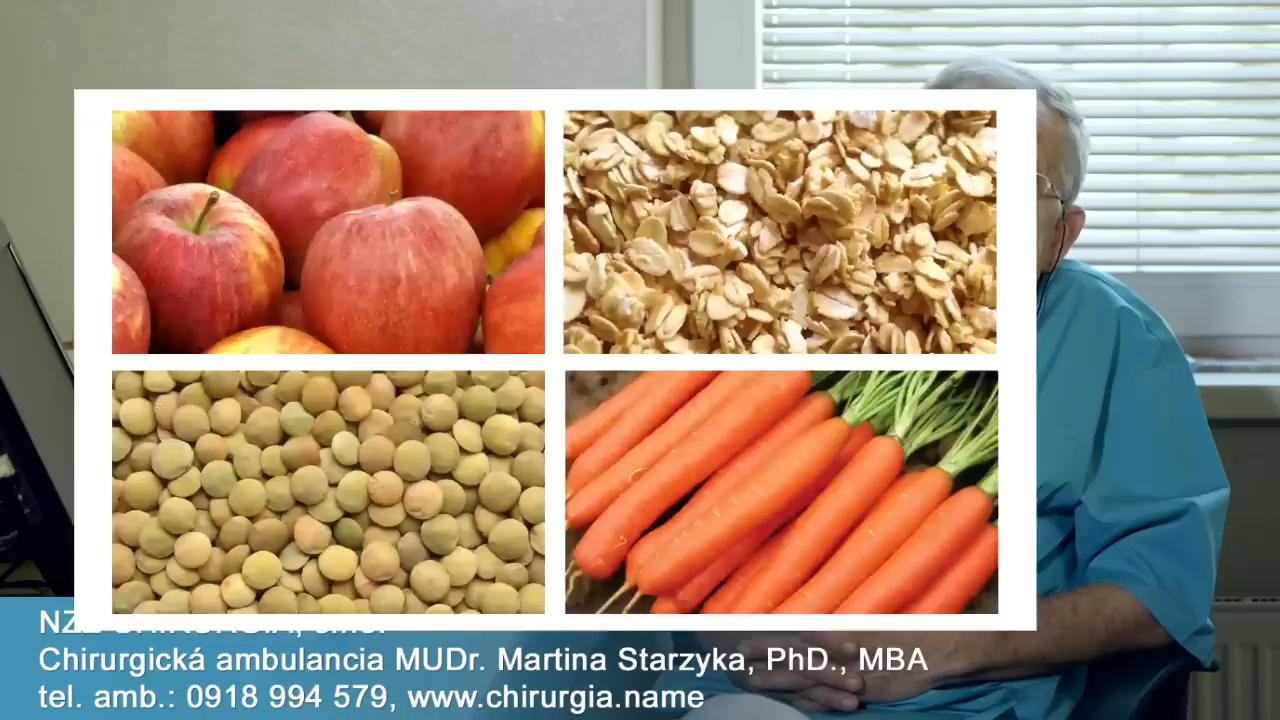 Chirurgická ambulancia MUDr. Martina Starzyka, PhD., MBA
tel. amb.: 0918 994 579, www.chirurgia.name